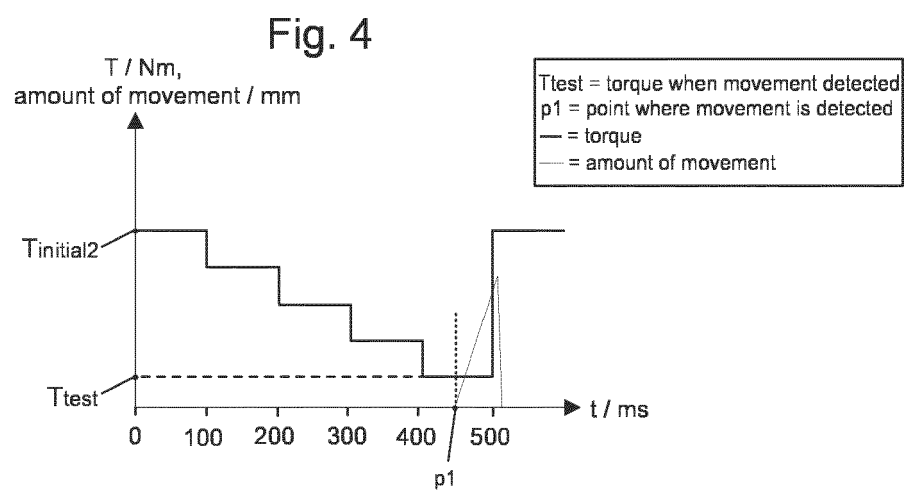 Fig. 4
T / Nm,
amount of movement / mm
Ttest = torque when movement detected
p1 = point where movement is detected
= torque
= amount of movement
Tinitial2
Ttest
t / ms
0 100 200 300 400 500
p1